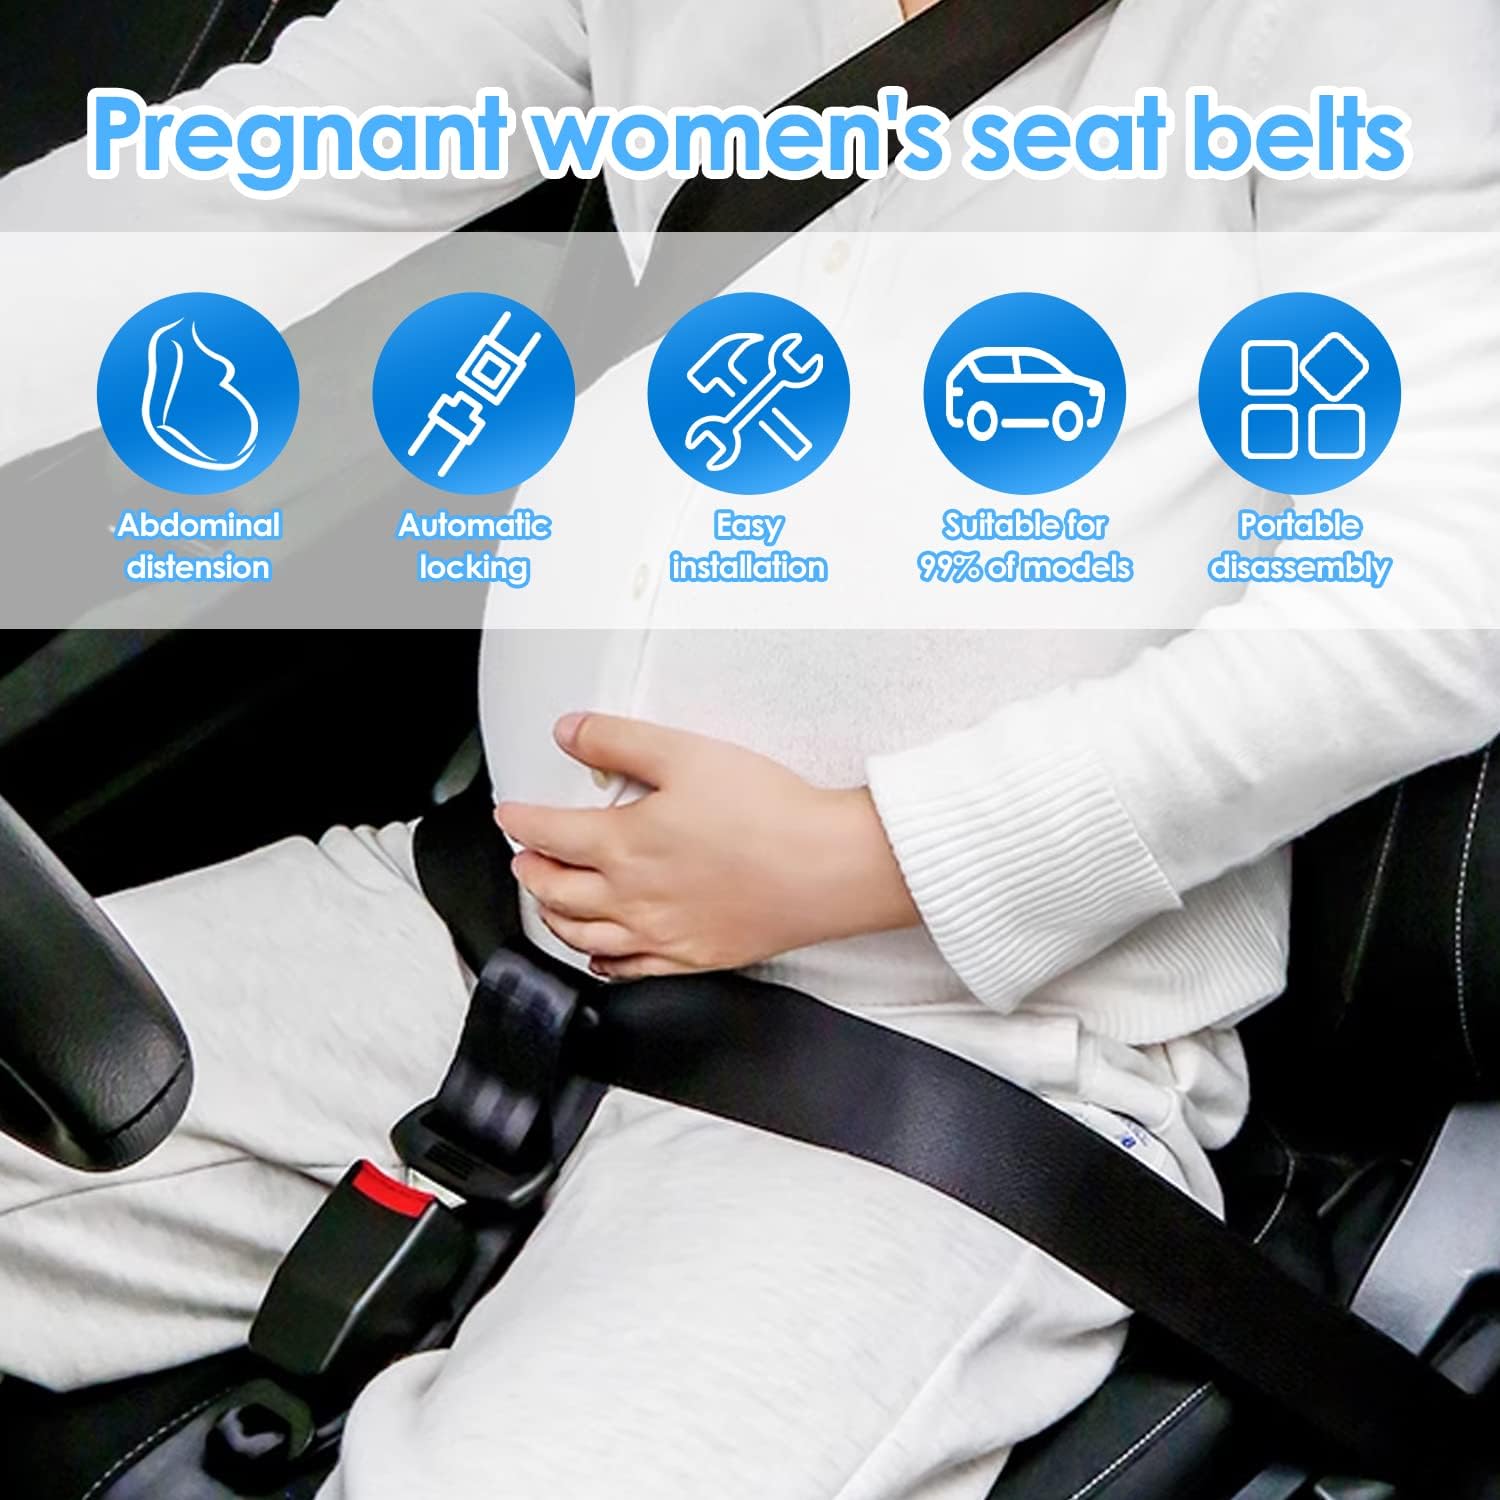 Pregnant women's seat belts
Abdominal
distension
Automatic
locking
Easy
installation
Suitable for
99% of models
Portable
disassembly